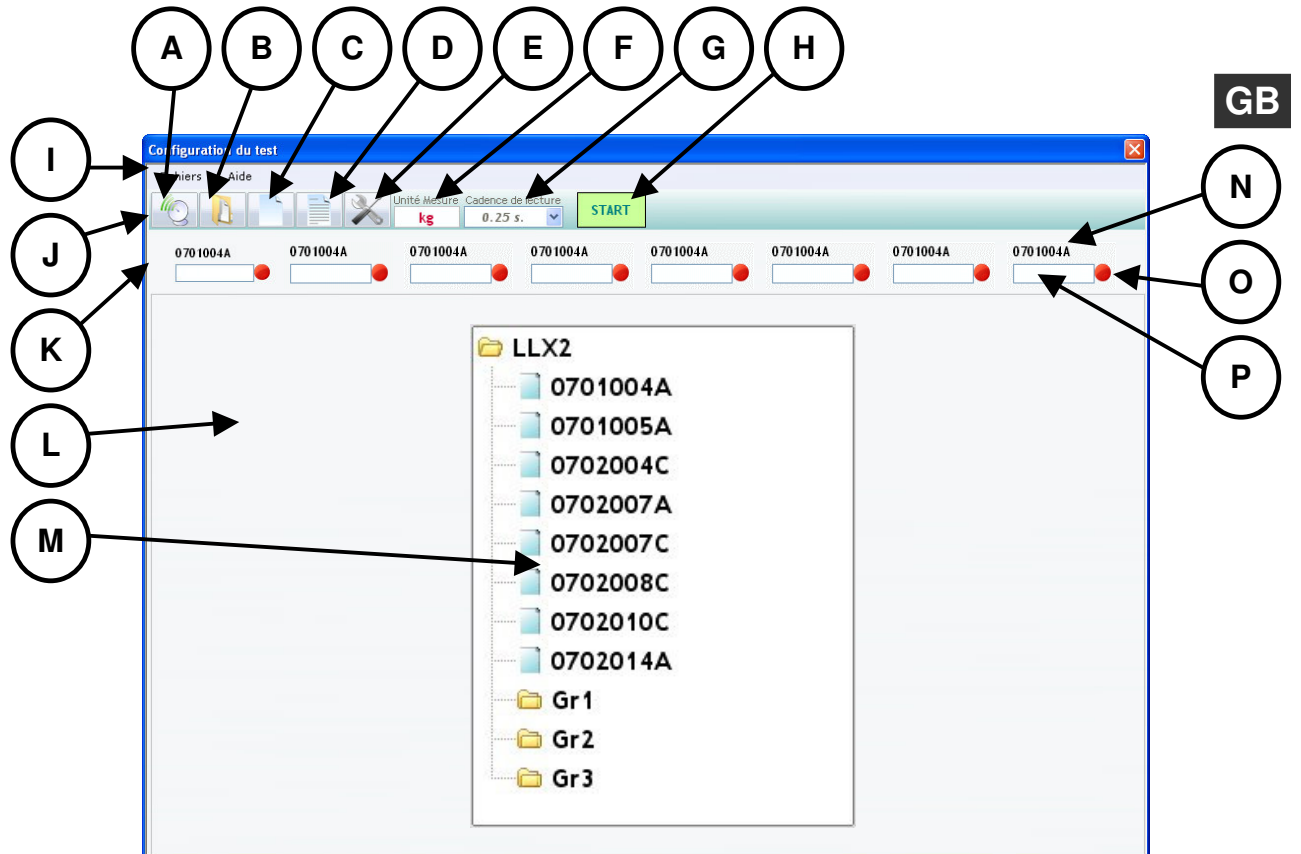 A B C D E F G H
GB
I
Configuration du test
N
Aide
Unité Mesure Cadence de lecture
kg 0.25 s. START
J
0701004A 0701004A 0701004A 0701004A 0701004A 0701004A 0701004A 0701004A
O
K
LLX2
P
0701004A
0701005A
L
0702004C
0702007A
M
0702007C
0702008C
0702010C
0702014A
Gr1
Gr2
Gr3